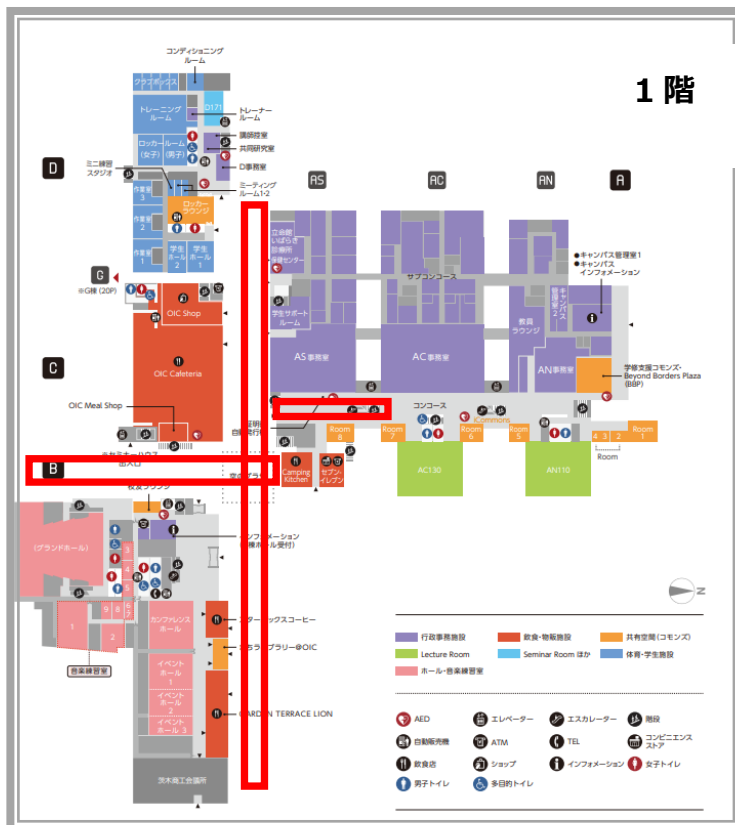 1階
コンディショニング
ルーム
クラブボックス
トレーニング
ルーム
D171
トレーナー
ルーム
講師控室
共同研究室
D事務室
ロッカールーム
(女子) (男子)
D
ミニ練習
スタジオ
ミーティング
ルーム1・2
作業室
3
ロッカー
ラウンジ
作業室
2
作業室
1
学生
ホール
2
学生
ホール
1
AS
AC
AN
A
立命館
いばらき
診療所
保健センター
サブコンコース
●キャンパス管理室1
●キャンパス
インフォメーション
G
※G棟 (20P)
OIC Shop
学生サポート
ルーム
教員
ラウンジ
キャンパス
管理室2
C
OIC Cafeteria
AS事務室
AC事務室
AN事務室
学修支援コモンズ・
Beyond Borders Plaza
(BBP)
OIC Meal Shop
コンコース
iCommons
Room
8
Room
7
Room
6
Room
5
4 3 2
Room
1
Room
出入口
B
Camping
Kitchen
セブン-
イレブン
AC130
AN110
(グランドホール)
インフォメーション
3
4
5
9 8 6
7
1
2
音楽練習室
カンファレンス
ホール
イベント
ホール
1
イベント
ホール
2
イベント
ホール 3
GARDEN TERRACE LION
茨木商工会議所
N
行政事務施設
飲食・物販施設
共有空間(コモンズ)
Lecture Room
Seminar Room ほか
体育・学生施設
ホール・音楽練習室
AED
エレベーター
エスカレーター
階段
自動販売機
ATM
TEL
コンビニエンス
ストア
飲食店
ショップ
インフォメーション
女子トイレ
男子トイレ
多目的トイレ